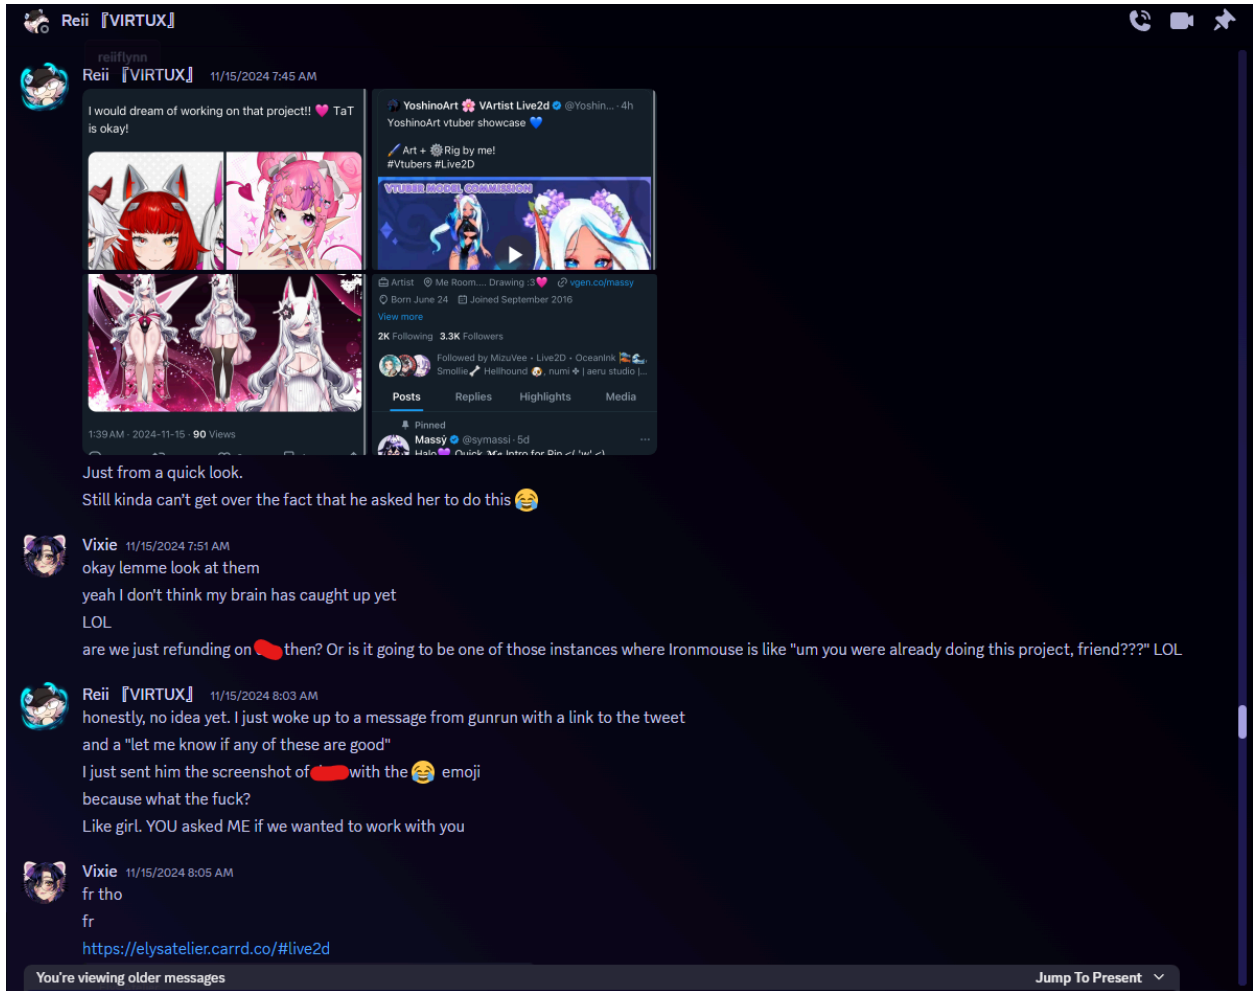 Reii 『VIRTUX』
reiiflynn
Reii 『VIRTUX』 11/15/2024 7:45 AM
I would dream of working on that project!! 💗 TaT
is okay!
YoshinoArt 🌸 VArtist Live2d @Yoshin... · 4h
YoshinoArt vtuber showcase 💙
🖌️ Art + ⚙️ Rig by me!
#Vtubers #Live2D
VTUBER MODEL COMMISSION
1:39 AM · 2024-11-15 · 90 Views
Artist Me Room.... Drawing :3💗 vgen.co/massy
Born June 24 Joined September 2016
View more
2K Following 3.3K Followers
Followed by MizuVee - Live2D - OceanInk
Smollie🦴 Hellhound 🐶, numi ✥ | aeru studio |...
Posts Replies Highlights Media
Pinned
Massÿ @symassi · 5d
Halo💜 Quick Intro for Pin <( 'w' <)
Just from a quick look.
Still kinda can't get over the fact that he asked her to do this 😂
Vixie 11/15/2024 7:51 AM
okay lemme look at them
yeah I don't think my brain has caught up yet
LOL
are we just refunding on then? Or is it going to be one of those instances where Ironmouse is like "um you were already doing this project, friend???" LOL
Reii 『VIRTUX』 11/15/2024 8:03 AM
honestly, no idea yet. I just woke up to a message from gunrun with a link to the tweet
and a "let me know if any of these are good"
I just sent him the screenshot of with the 😂 emoji
because what the fuck?
Like girl. YOU asked ME if we wanted to work with you
Vixie 11/15/2024 8:05 AM
fr tho
fr
https://elysatelier.carrd.co/#live2d
You're viewing older messages
Jump To Present